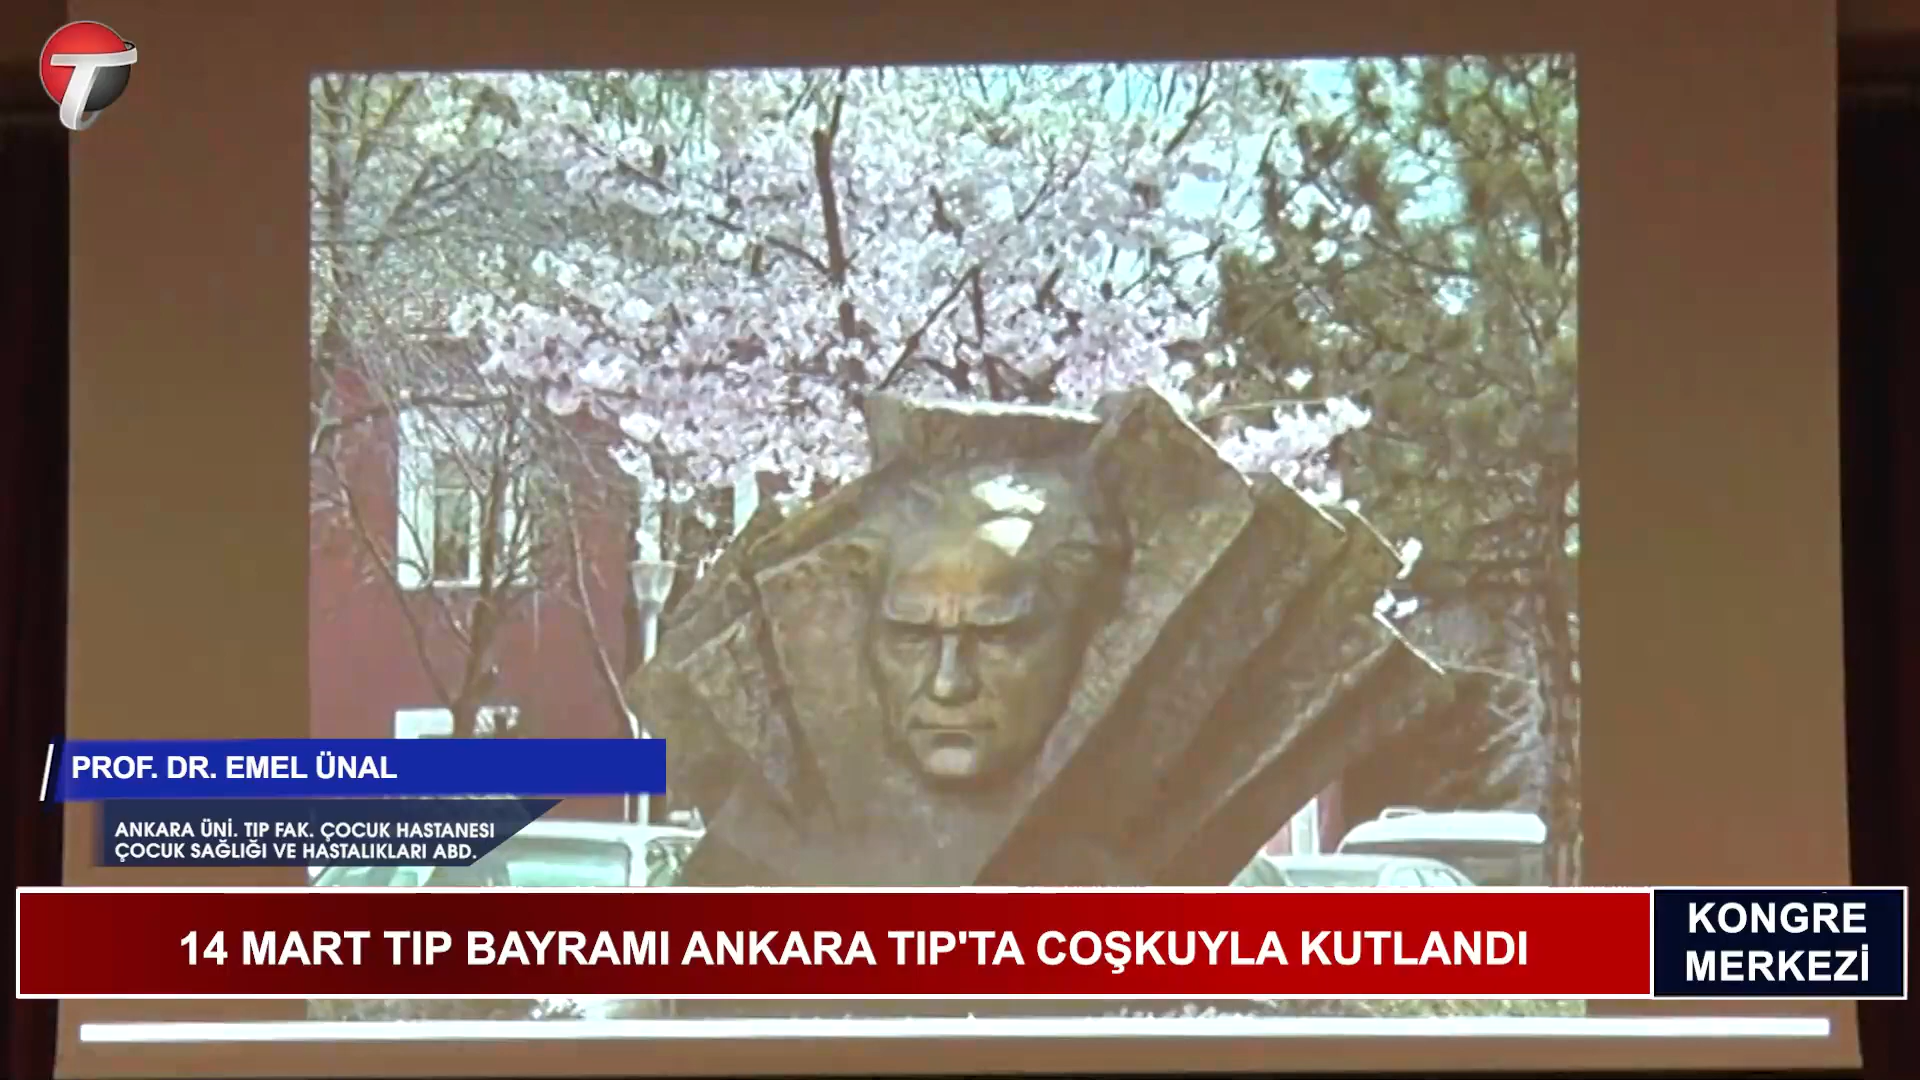 PROF. DR. EMEL ÜNAL
ANKARA ÜNİ. TIP FAK. ÇOCUK HASTANESI
ÇOCUK SAĞLIĞI VE HASTALIKLARI ABD.
14 MART TIP BAYRAMI ANKARA TIP'TA COŞKUYLA KUTLANDI
KONGRE
MERKEZİ